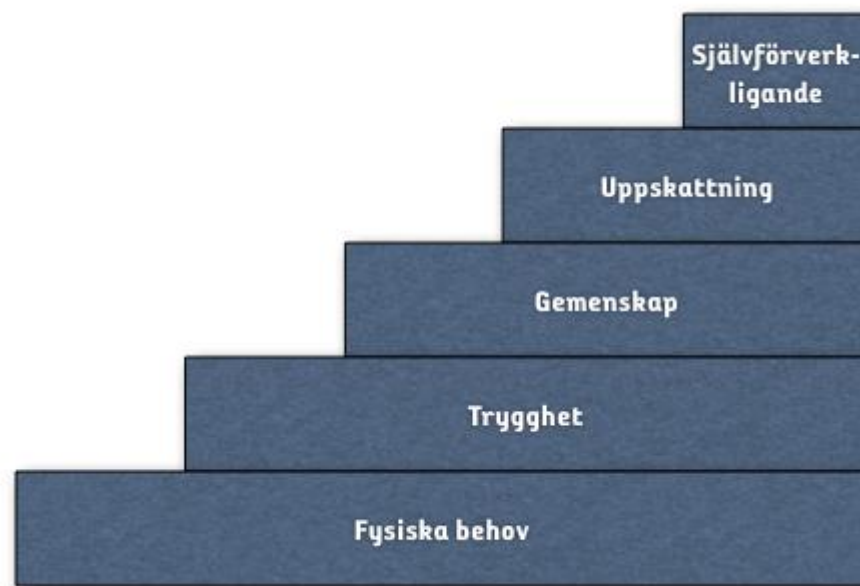 Självförverk-
ligande
Uppskattning
Gemenskap
Trygghet
Fysiska behov